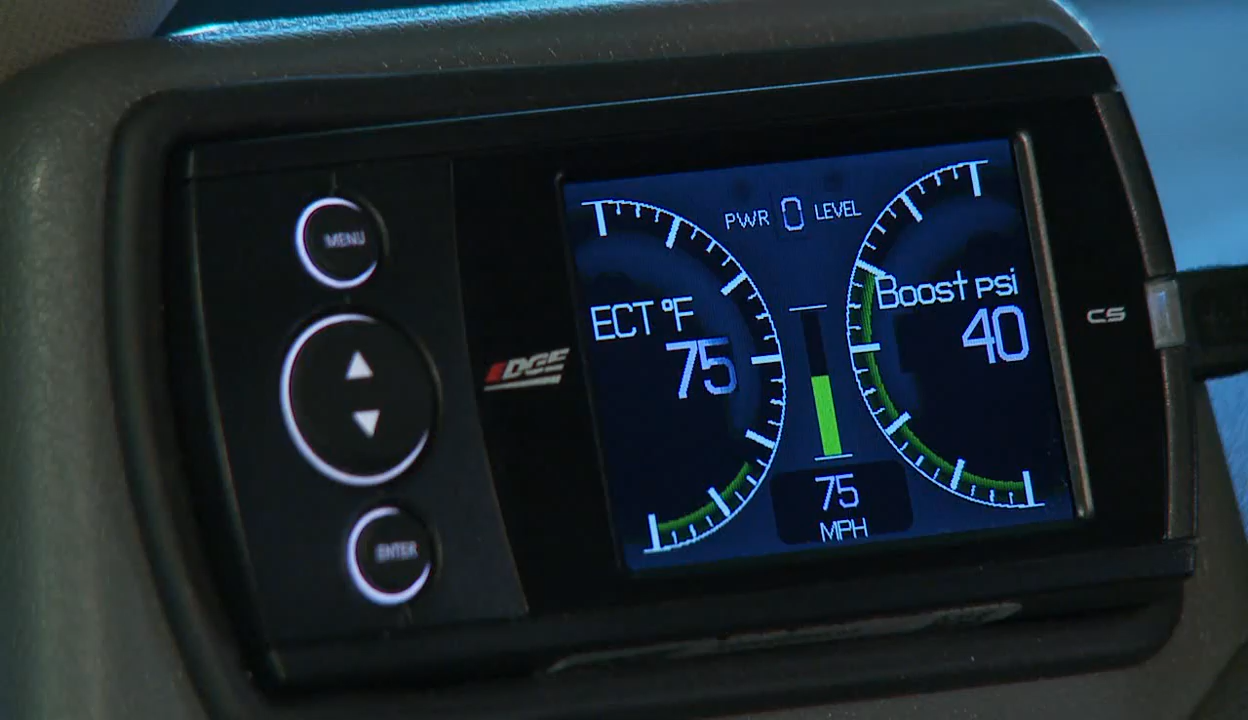 MENU
ENTER
EDGE
PWR 0 LEVEL
ECT °F
75
Boost psi
40
75
MPH
CS